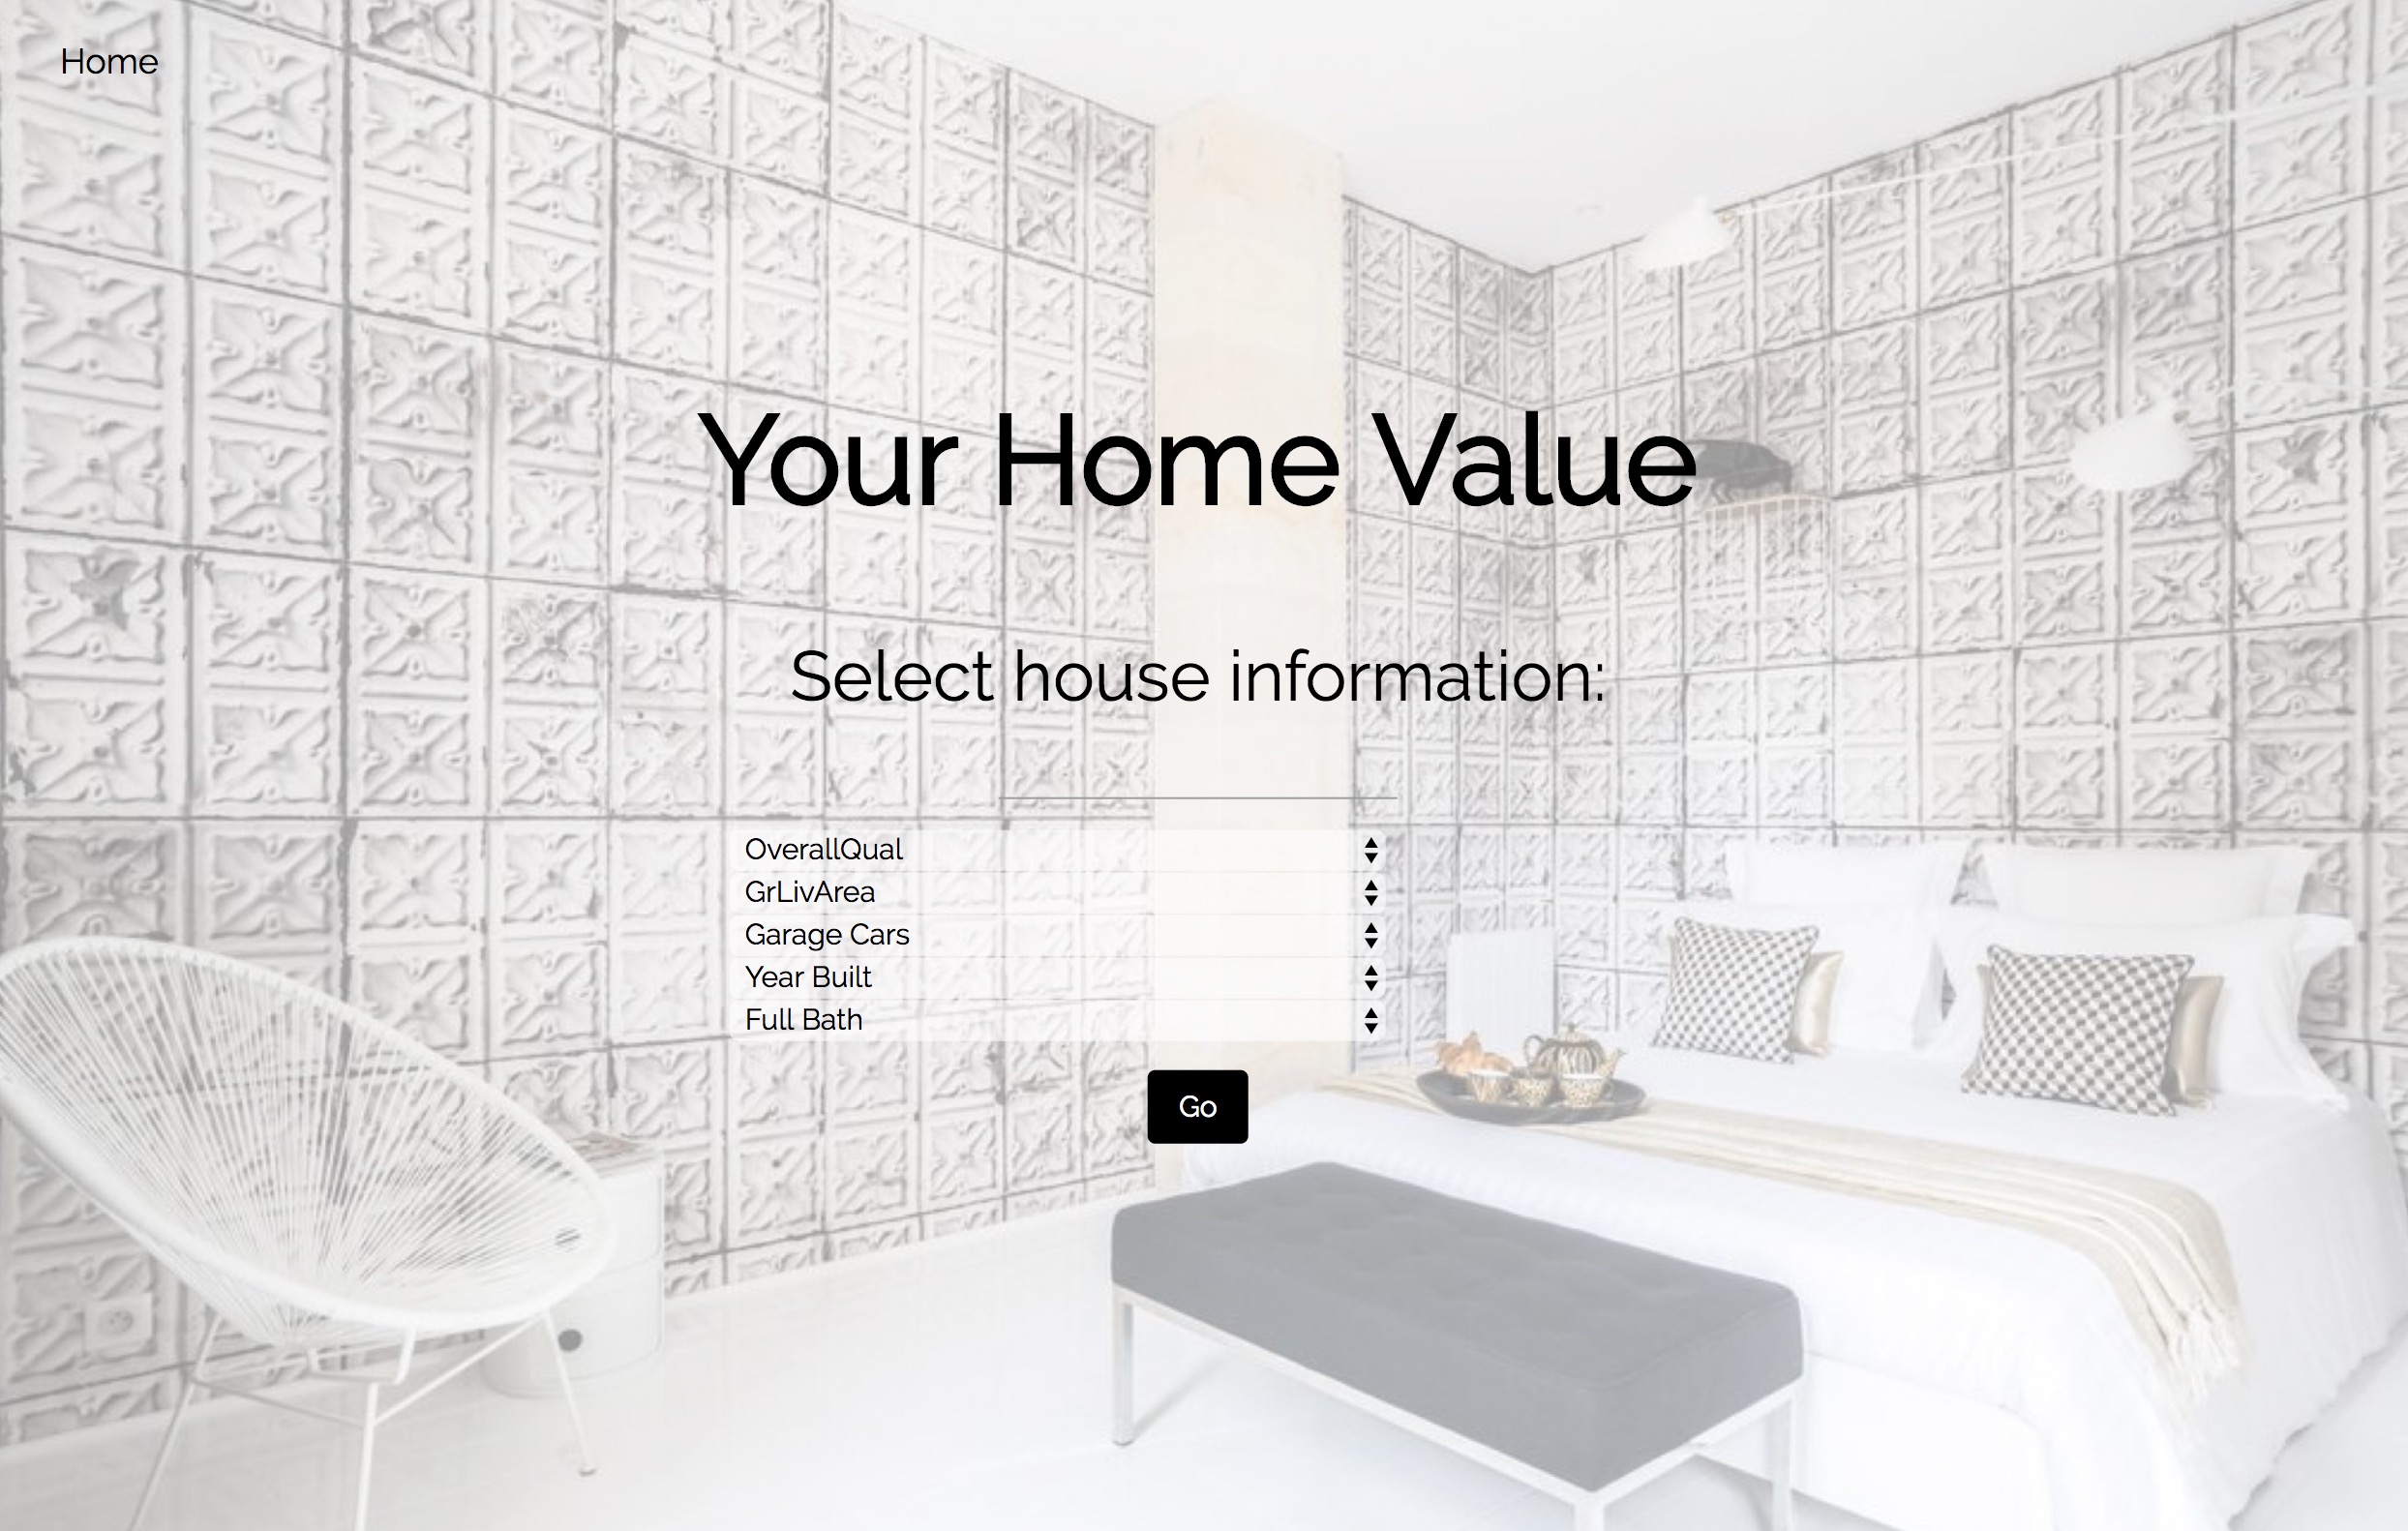 Home
Your Home Value
Select house information:
OverallQual
GrLivArea
Garage Cars
Year Built
Full Bath
Go